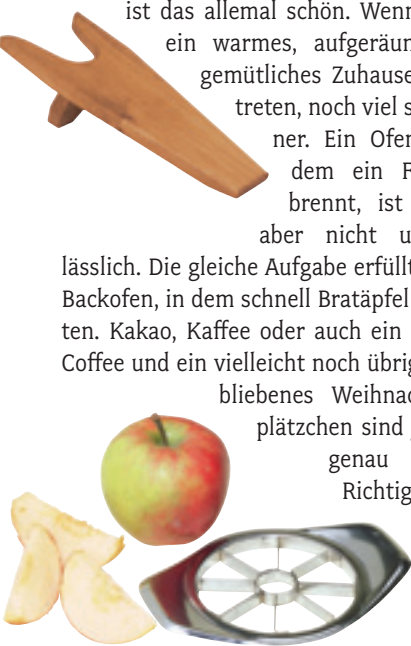 ist das allemal schön. Wenn
ein warmes, aufgeräum
gemütliches Zuhause
treten, noch viel s
ner. Ein Ofen
dem ein F
brennt, ist
aber nicht u
lässlich. Die gleiche Aufgabe erfüllt
Backofen, in dem schnell Bratäpfel
ten. Kakao, Kaffee oder auch ein
Coffee und ein vielleicht noch übrig
bliebenes Weihnac
plätzchen sind
genau
Richtig